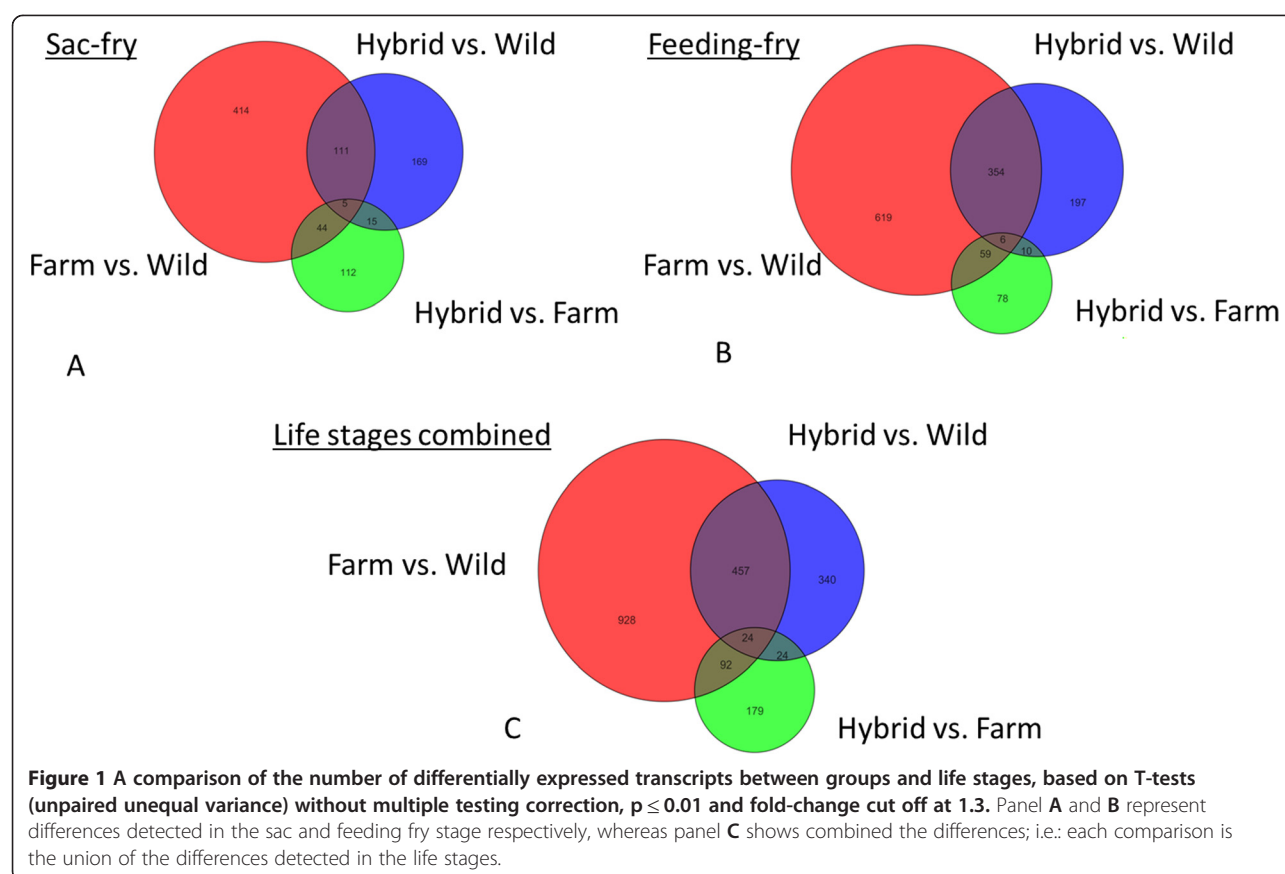 Sac-fry
Hybrid vs. Wild
414
111
169
5
44
15
112
Farm vs. Wild
Hybrid vs. Farm
A
Feeding-fry
Hybrid vs. Wild
354
619
197
6
59
10
78
Farm vs. Wild
Hybrid vs. Farm
B
Life stages combined
Hybrid vs. Wild
Farm vs. Wild
457
340
928
24
92
24
179
Hybrid vs. Farm
C
Figure 1 A comparison of the number of differentially expressed transcripts between groups and life stages, based on T-tests
(unpaired unequal variance) without multiple testing correction, p ≤ 0.01 and fold-change cut off at 1.3. Panel A and B represent
differences detected in the sac and feeding fry stage respectively, whereas panel C shows combined the differences; i.e.: each comparison is
the union of the differences detected in the life stages.